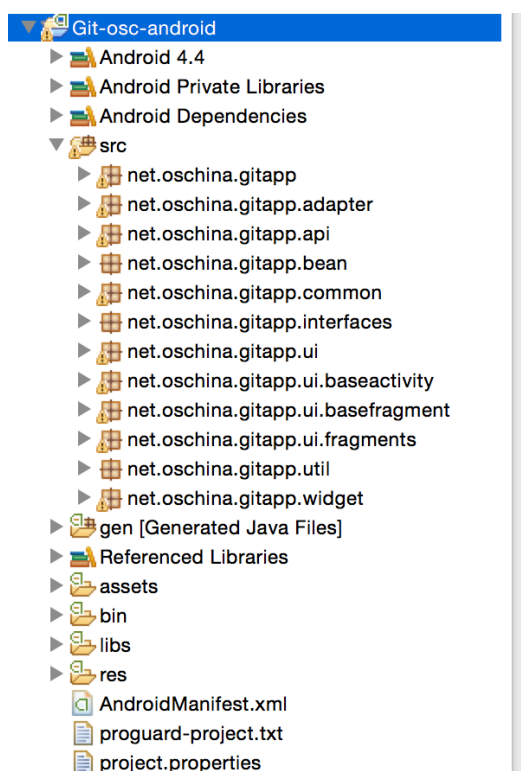 Git-osc-android
Android 4.4
Android Private Libraries
Android Dependencies
src
net.oschina.gitapp
net.oschina.gitapp.adapter
net.oschina.gitapp.api
net.oschina.gitapp.bean
net.oschina.gitapp.common
net.oschina.gitapp.interfaces
net.oschina.gitapp.ui
net.oschina.gitapp.ui.baseactivity
net.oschina.gitapp.ui.basefragment
net.oschina.gitapp.ui.fragments
net.oschina.gitapp.util
net.oschina.gitapp.widget
gen [Generated Java Files]
Referenced Libraries
assets
bin
libs
res
AndroidManifest.xml
proguard-project.txt
project.properties